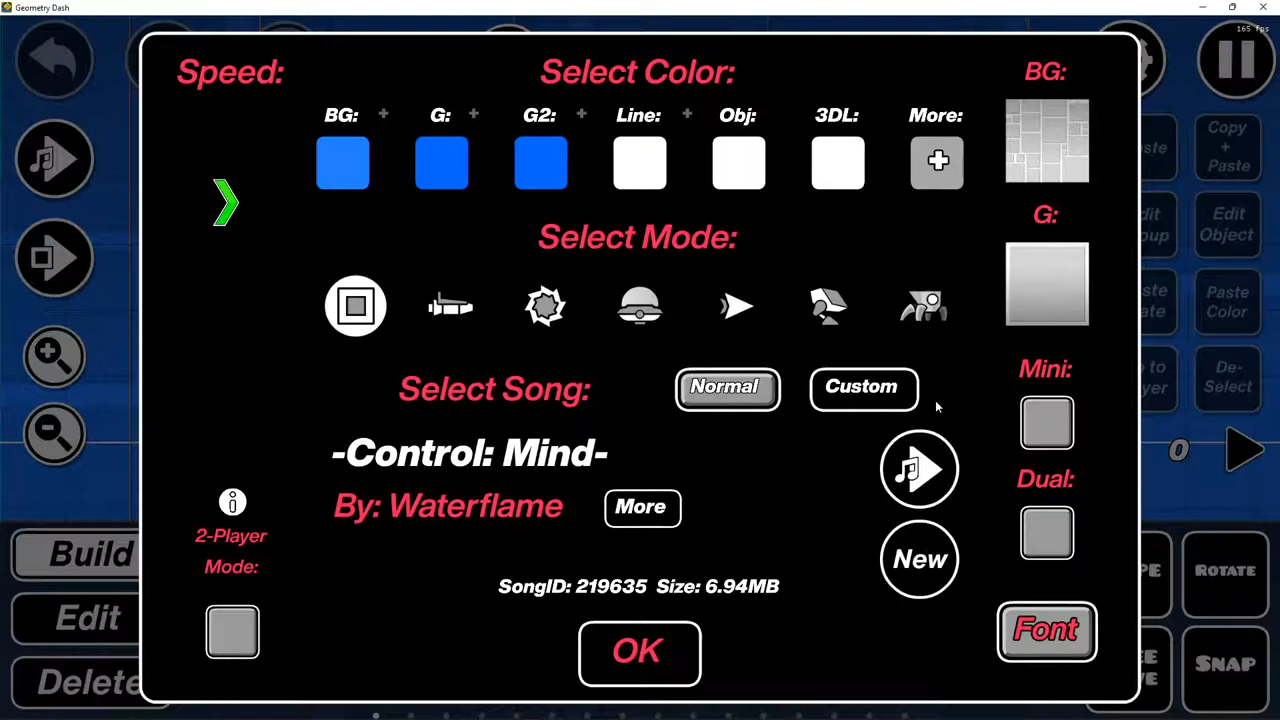 Geometry Dash
165 fps
Speed:
Select Color:
BG:
BG: + G: + G2: + Line: + Obj: 3DL: More:
Copy
+
Paste
G:
Edit
Object
Select Mode:
Paste
Color
Mini:
De-
Select
Select Song:
Normal
Custom
-Control: Mind-
0
By: Waterflame
More
Dual:
2-Player
Mode:
New
Build
Rotate
SongID: 219635 Size: 6.94MB
Edit
Font
OK
Snap
Delete